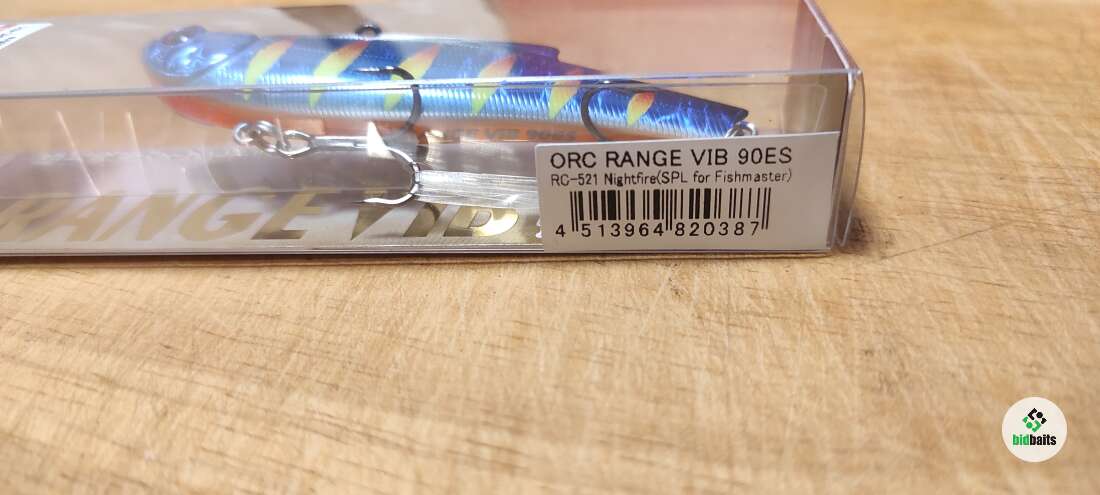 ORC RANGE VIB 90ES
RC-521 Nightfire(SPL for Fishmaster)
4 513964 820387
RANGE VIB
bidbaits